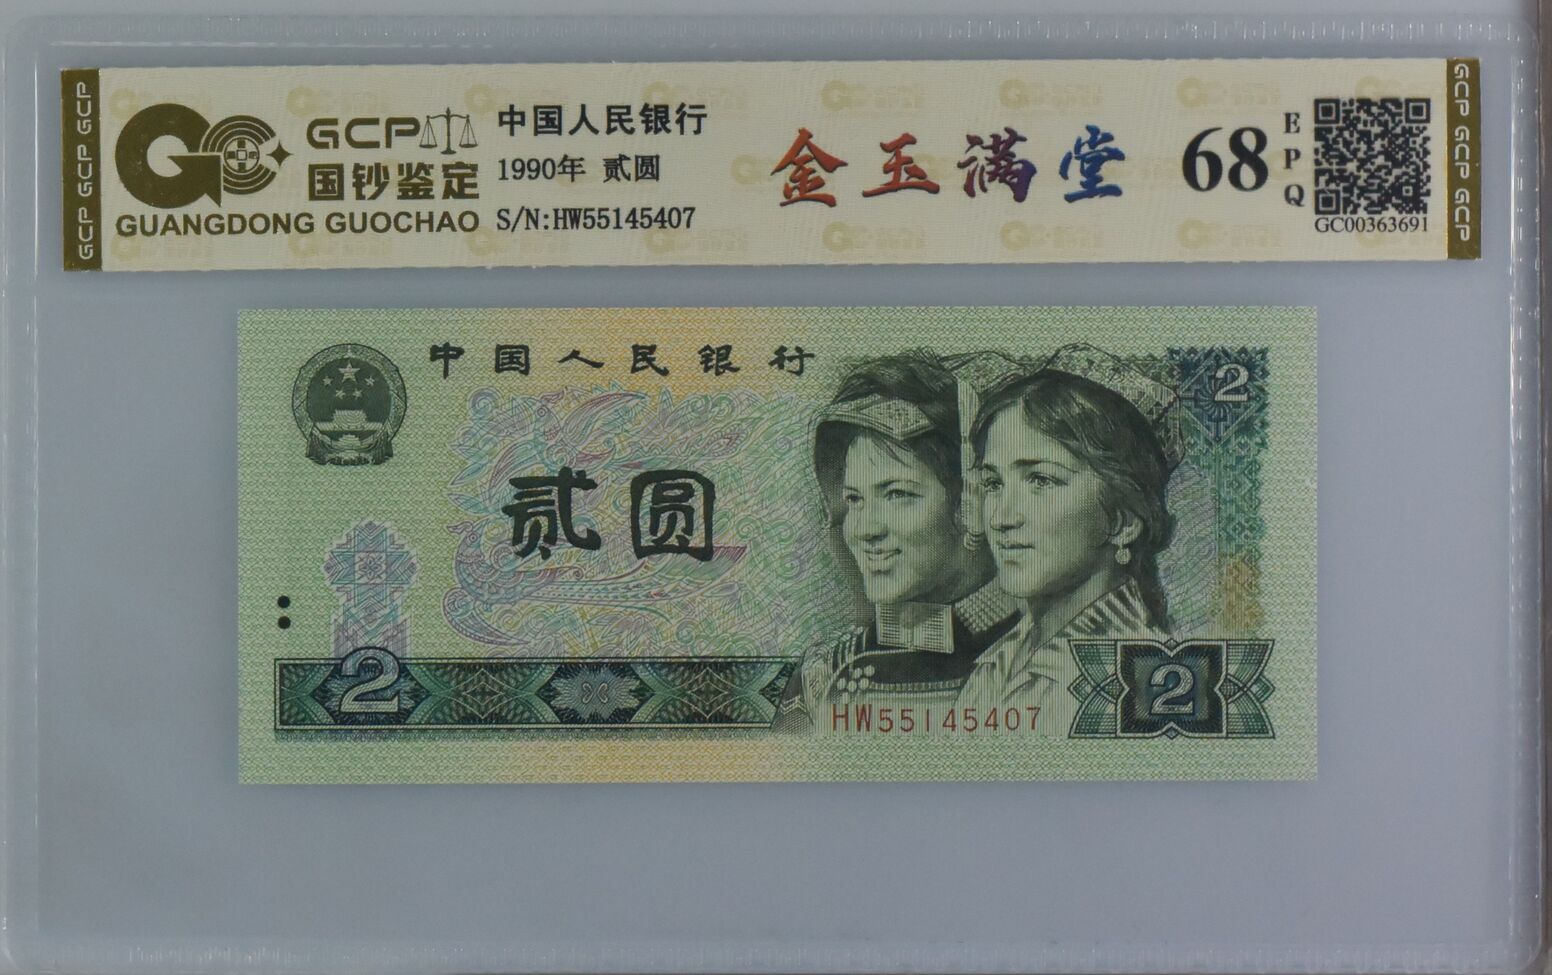 GCP GCP GCP
GCP
国钞鉴定
GUANGDONG GUOCHAO
中国人民银行
1990年 贰圆
S/N:HW55145407
金玉满堂
68
EPQ
GC00363691
GCP GCP GCP
中国人民银行
2
贰圆
2
HW55145407
2